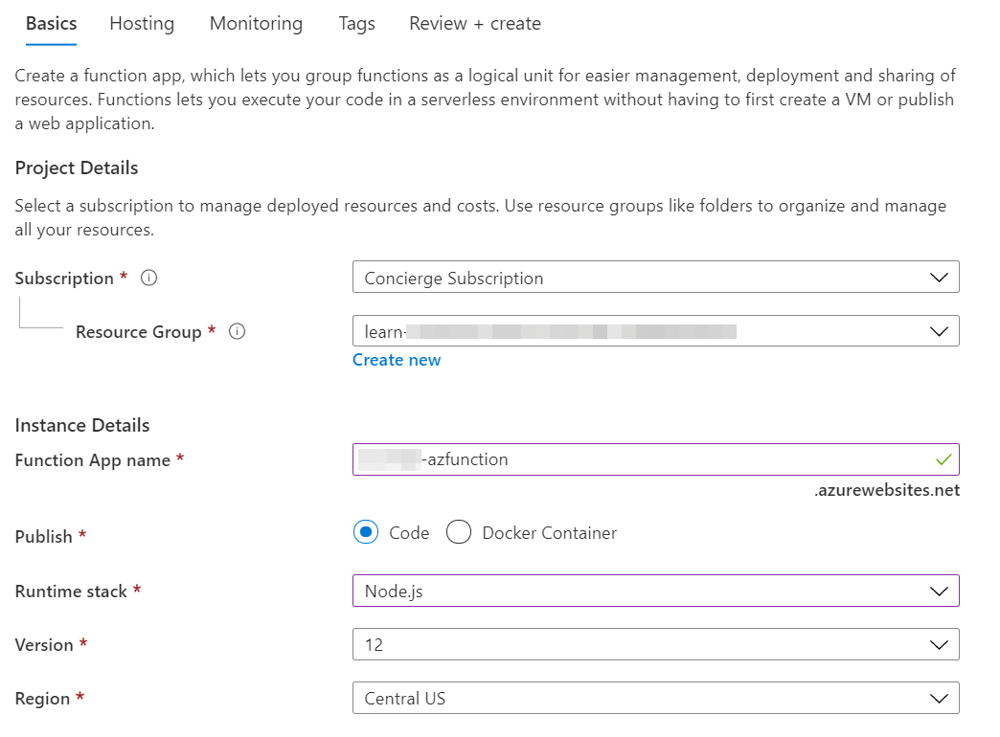 Basics Hosting Monitoring Tags Review + create
Create a function app, which lets you group functions as a logical unit for easier management, deployment and sharing of
resources. Functions lets you execute your code in a serverless environment without having to first create a VM or publish
a web application.
Project Details
Select a subscription to manage deployed resources and costs. Use resource groups like folders to organize and manage
all your resources.
Subscription * Concierge Subscription
Resource Group * learn-
Create new
Instance Details
Function App name * -azfunction
.azurewebsites.net
Publish * Code Docker Container
Runtime stack * Node.js
Version * 12
Region * Central US